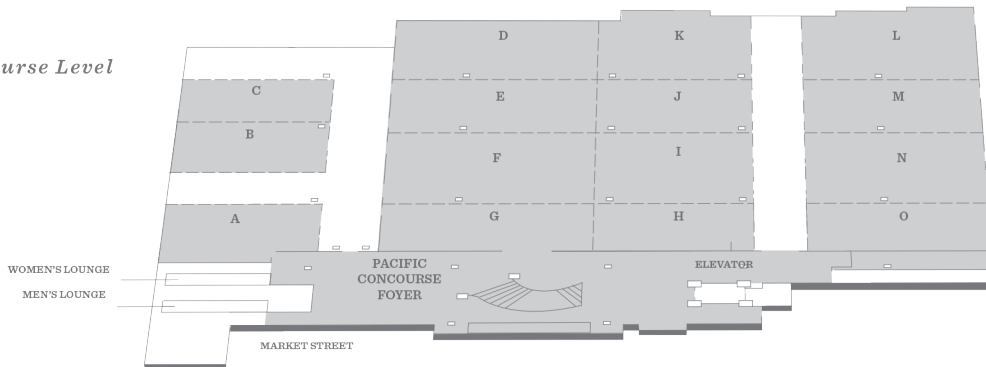 urse Level
D
K
L
C
E
J
M
B
F
I
N
A
G
H
O
WOMEN'S LOUNGE
MEN'S LOUNGE
PACIFIC
CONCOURSE
FOYER
ELEVATOR
MARKET STREET